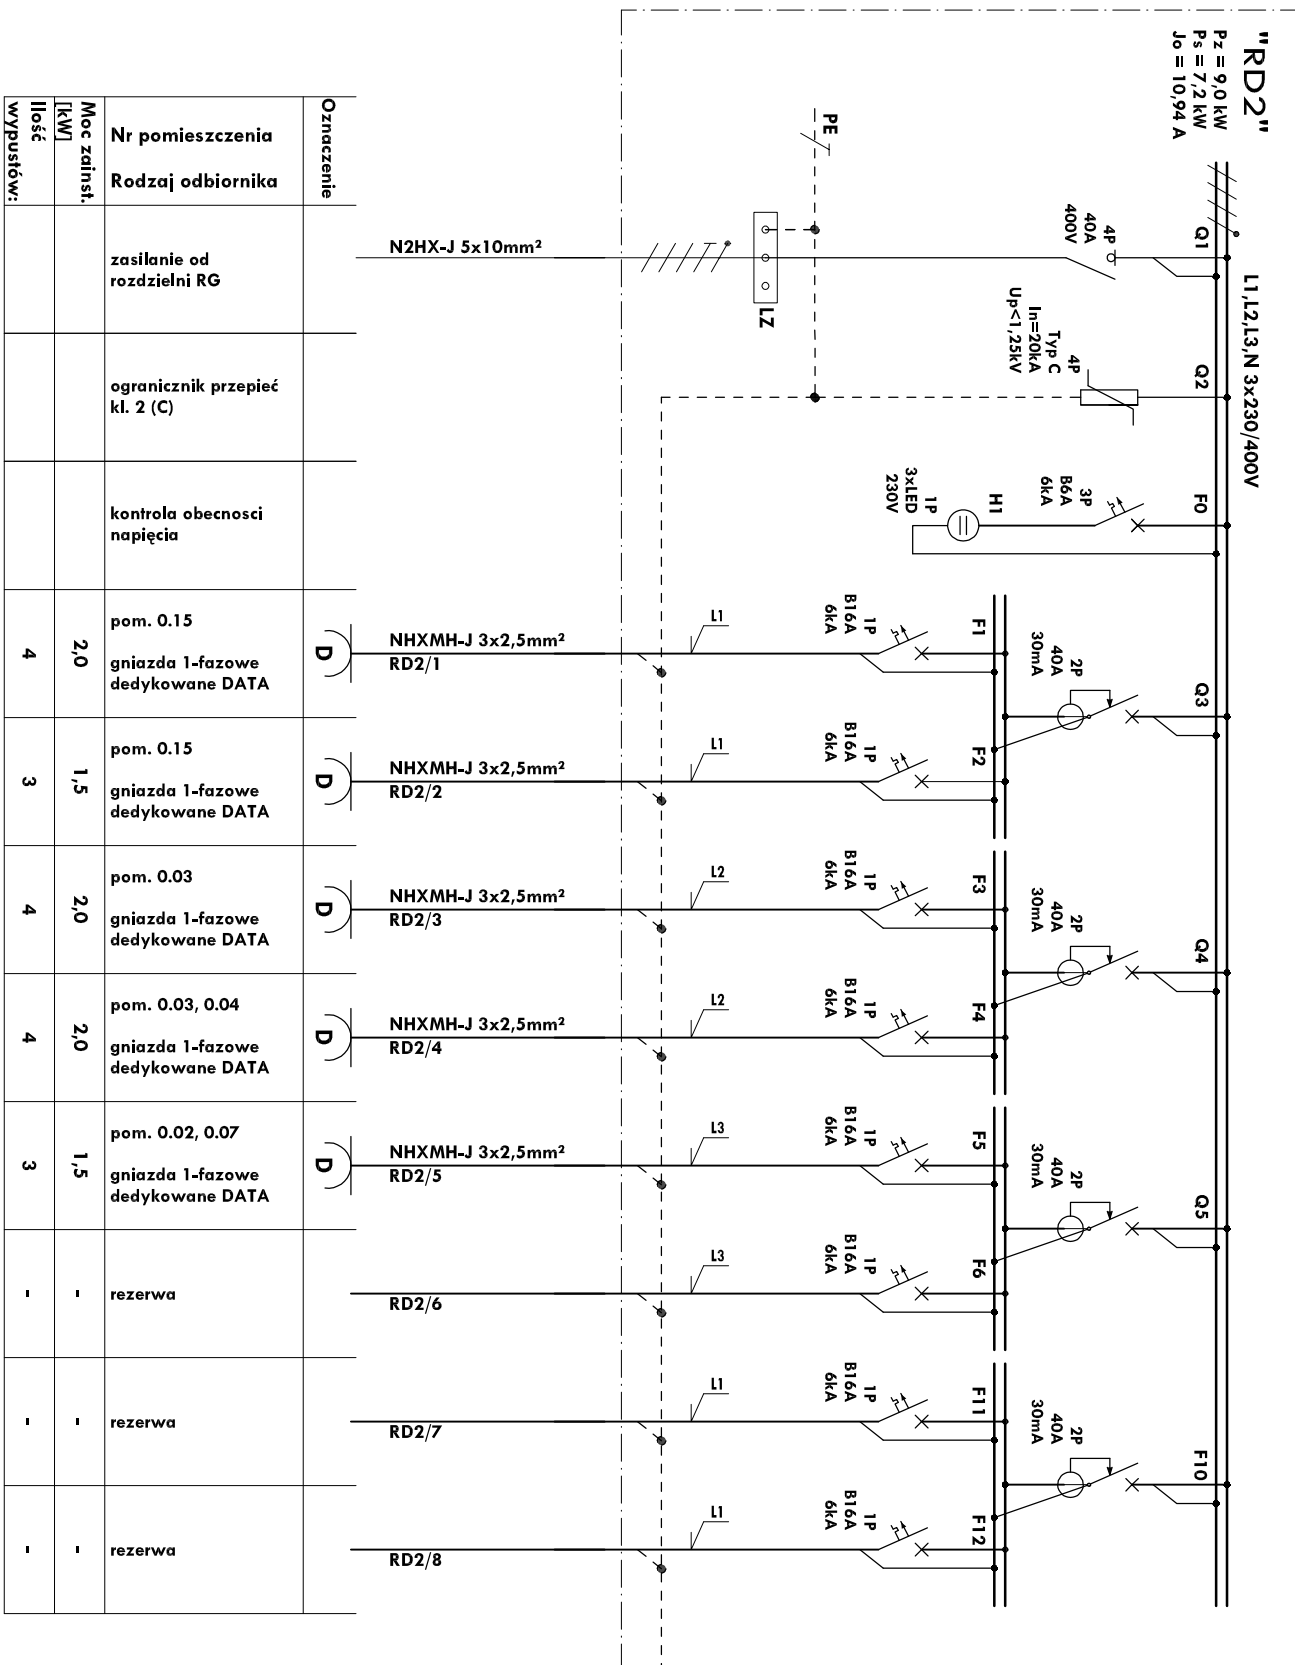 "RD2"
Pz = 9,0 kW
Ps = 7,2 kW
Jo = 10,94 A
L1,L2,L3,N 3x230/400V
PE
LZ
Q1
4P
40A
400V
Q2
4P
Typ C
In=20kA
Up<1,25kV
F0
3P
B6A
6kA
H1
1P
3xLED
230V
Q3
2P
40A
30mA
F1
1P
B16A
6kA
L1
F2
1P
B16A
6kA
L1
Q4
2P
40A
30mA
F3
1P
B16A
6kA
L2
F4
1P
B16A
6kA
L2
Q5
2P
40A
30mA
F5
1P
B16A
6kA
L3
F6
1P
B16A
6kA
L3
F10
2P
40A
30mA
F11
1P
B16A
6kA
L1
F12
1P
B16A
6kA
L1
N2HX-J 5x10mm²
NHXMH-J 3x2,5mm²
RD2/1
NHXMH-J 3x2,5mm²
RD2/2
NHXMH-J 3x2,5mm²
RD2/3
NHXMH-J 3x2,5mm²
RD2/4
NHXMH-J 3x2,5mm²
RD2/5
RD2/6
RD2/7
RD2/8
Oznaczenie
D
D
D
D
D
Nr pomieszczenia
Rodzaj odbiornika
zasilanie od
rozdzielni RG
ogranicznik przepieć
kl. 2 (C)
kontrola obecnosci
napięcia
pom. 0.15
gniazda 1-fazowe
dedykowane DATA
pom. 0.15
gniazda 1-fazowe
dedykowane DATA
pom. 0.03
gniazda 1-fazowe
dedykowane DATA
pom. 0.03, 0.04
gniazda 1-fazowe
dedykowane DATA
pom. 0.02, 0.07
gniazda 1-fazowe
dedykowane DATA
rezerwa
rezerwa
rezerwa
Moc zainst.
[kW]
2,0
1,5
2,0
2,0
1,5
-
-
-
Ilość
wypustów:
4
3
4
4
3
-
-
-